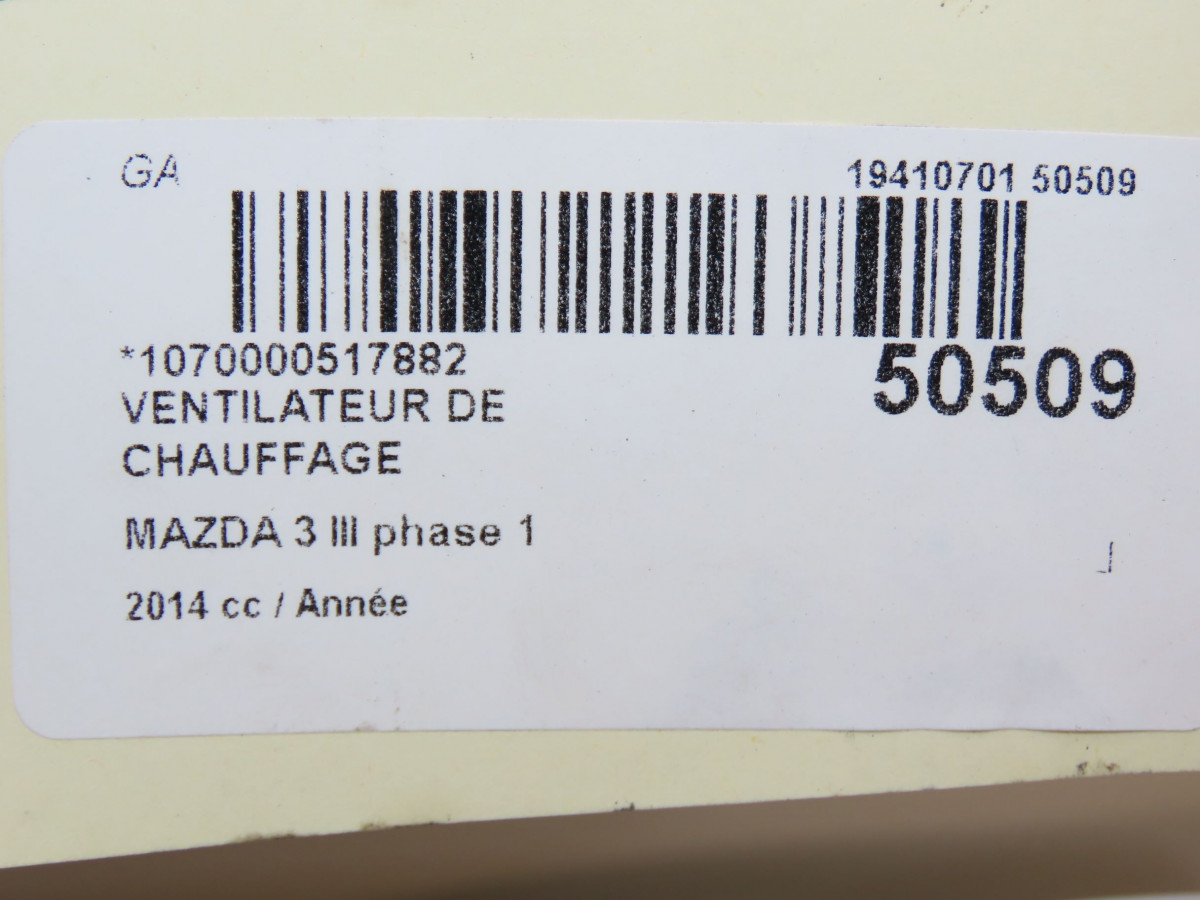 GA
19410701 50509
*1070000517882
50509
VENTILATEUR DE
CHAUFFAGE
MAZDA 3 III phase 1
2014 cc / Année